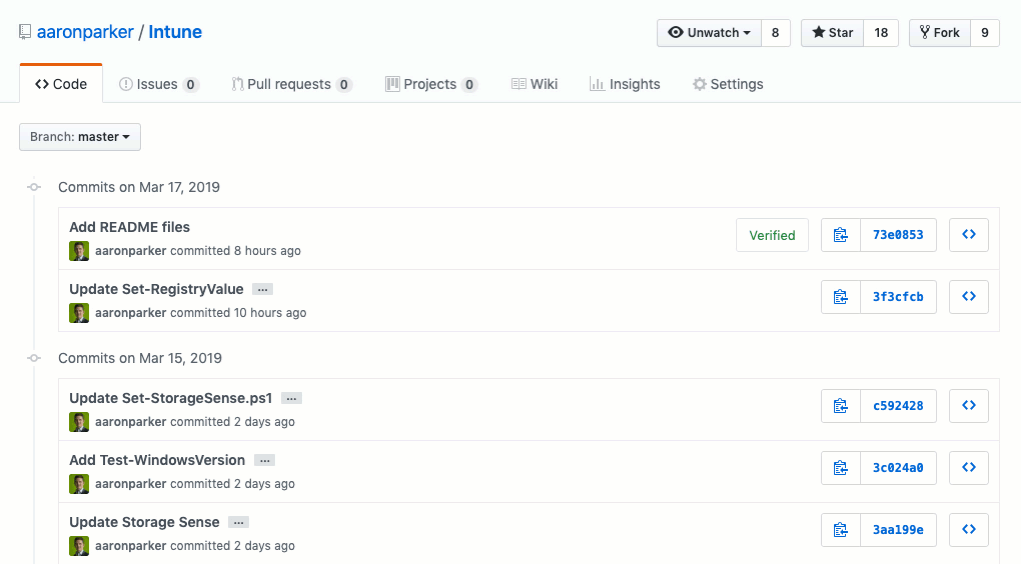 aaronparker / Intune
Unwatch 8 Star 18 Fork 9
Code Issues 0 Pull requests 0 Projects 0 Wiki Insights Settings
Branch: master
Commits on Mar 17, 2019
Add README files
aaronparker committed 8 hours ago
Verified 73e0853
Update Set-RegistryValue …
aaronparker committed 10 hours ago
3f3cfcb
Commits on Mar 15, 2019
Update Set-StorageSense.ps1 …
aaronparker committed 2 days ago
c592428
Add Test-WindowsVersion …
aaronparker committed 2 days ago
3c024a0
Update Storage Sense …
aaronparker committed 2 days ago
3aa199e